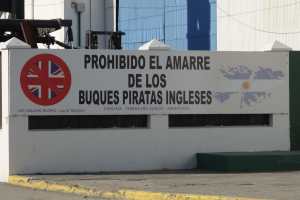 PROHIBIDO EL AMARRE
DE LOS
BUQUES PIRATAS INGLESES